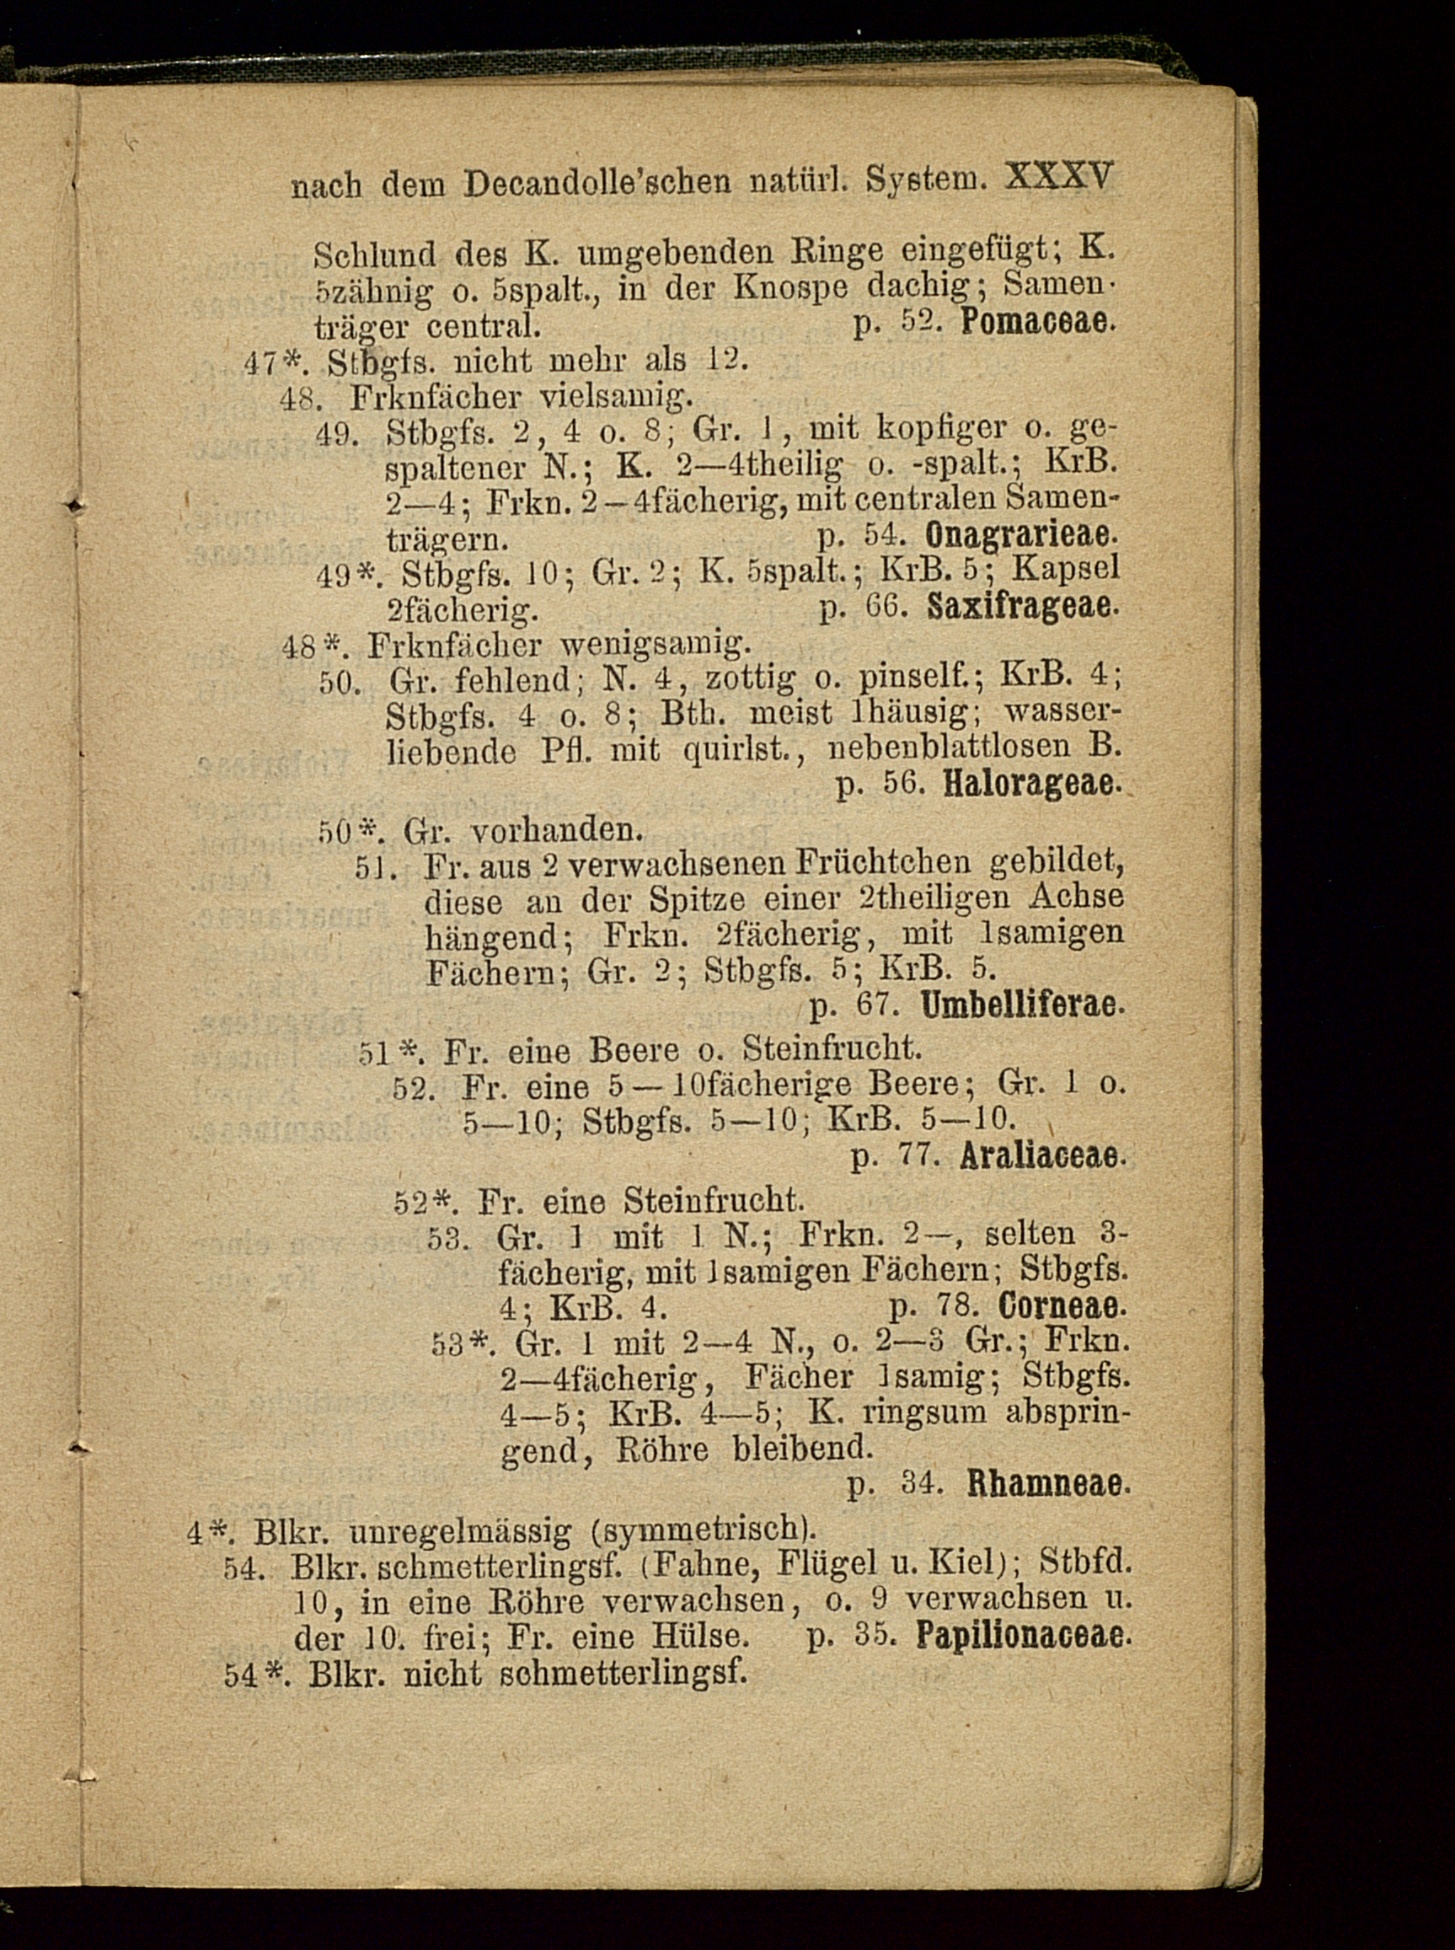 nach dem Decandolle'schen natürl. System. XXXV
Schlund des K. umgebenden Ringe eingefügt; K.
5zähnig o. 5spalt., in der Knospe dachig; Samen-
träger central. p. 52. Pomaceae.
47*. Stbgfs. nicht mehr als 12.
48. Frknfächer vielsamig.
49. Stbgfs. 2, 4 o. 8; Gr. 1, mit kopfiger o. ge-
spaltener N.; K. 2—4theilig o. -spalt.; KrB.
2—4; Frkn. 2—4fächerig, mit centralen Samen-
trägern. p. 54. Onagrarieae.
49*. Stbgfs. 10; Gr. 2; K. 5spalt.; KrB. 5; Kapsel
2fächerig. p. 66. Saxifrageae.
48*. Frknfächer wenigsamig.
50. Gr. fehlend; N. 4, zottig o. pinself.; KrB. 4;
Stbgfs. 4 o. 8; Bth. meist 1häusig; wasser-
liebende Pfl. mit quirlst., nebenblattlosen B.
p. 56. Halorageae.
50*. Gr. vorhanden.
51. Fr. aus 2 verwachsenen Früchtchen gebildet,
diese an der Spitze einer 2theiligen Achse
hängend; Frkn. 2fächerig, mit 1samigen
Fächern; Gr. 2; Stbgfs. 5; KrB. 5.
p. 67. Umbelliferae.
51*. Fr. eine Beere o. Steinfrucht.
52. Fr. eine 5—10fächerige Beere; Gr. 1 o.
5—10; Stbgfs. 5—10; KrB. 5—10.
p. 77. Araliaceae.
52*. Fr. eine Steinfrucht.
53. Gr. 1 mit 1 N.; Frkn. 2—, selten 3-
fächerig, mit 1samigen Fächern; Stbgfs.
4; KrB. 4. p. 78. Corneae.
53*. Gr. 1 mit 2—4 N., o. 2—3 Gr.; Frkn.
2—4fächerig, Fächer 1samig; Stbgfs.
4—5; KrB. 4—5; K. ringsum absprin-
gend, Röhre bleibend.
p. 34. Rhamneae.
4*. Blkr. unregelmässig (symmetrisch).
54. Blkr. schmetterlingsf. (Fahne, Flügel u. Kiel); Stbfd.
10, in eine Röhre verwachsen, o. 9 verwachsen u.
der 10. frei; Fr. eine Hülse. p. 35. Papilionaceae.
54*. Blkr. nicht schmetterlingsf.